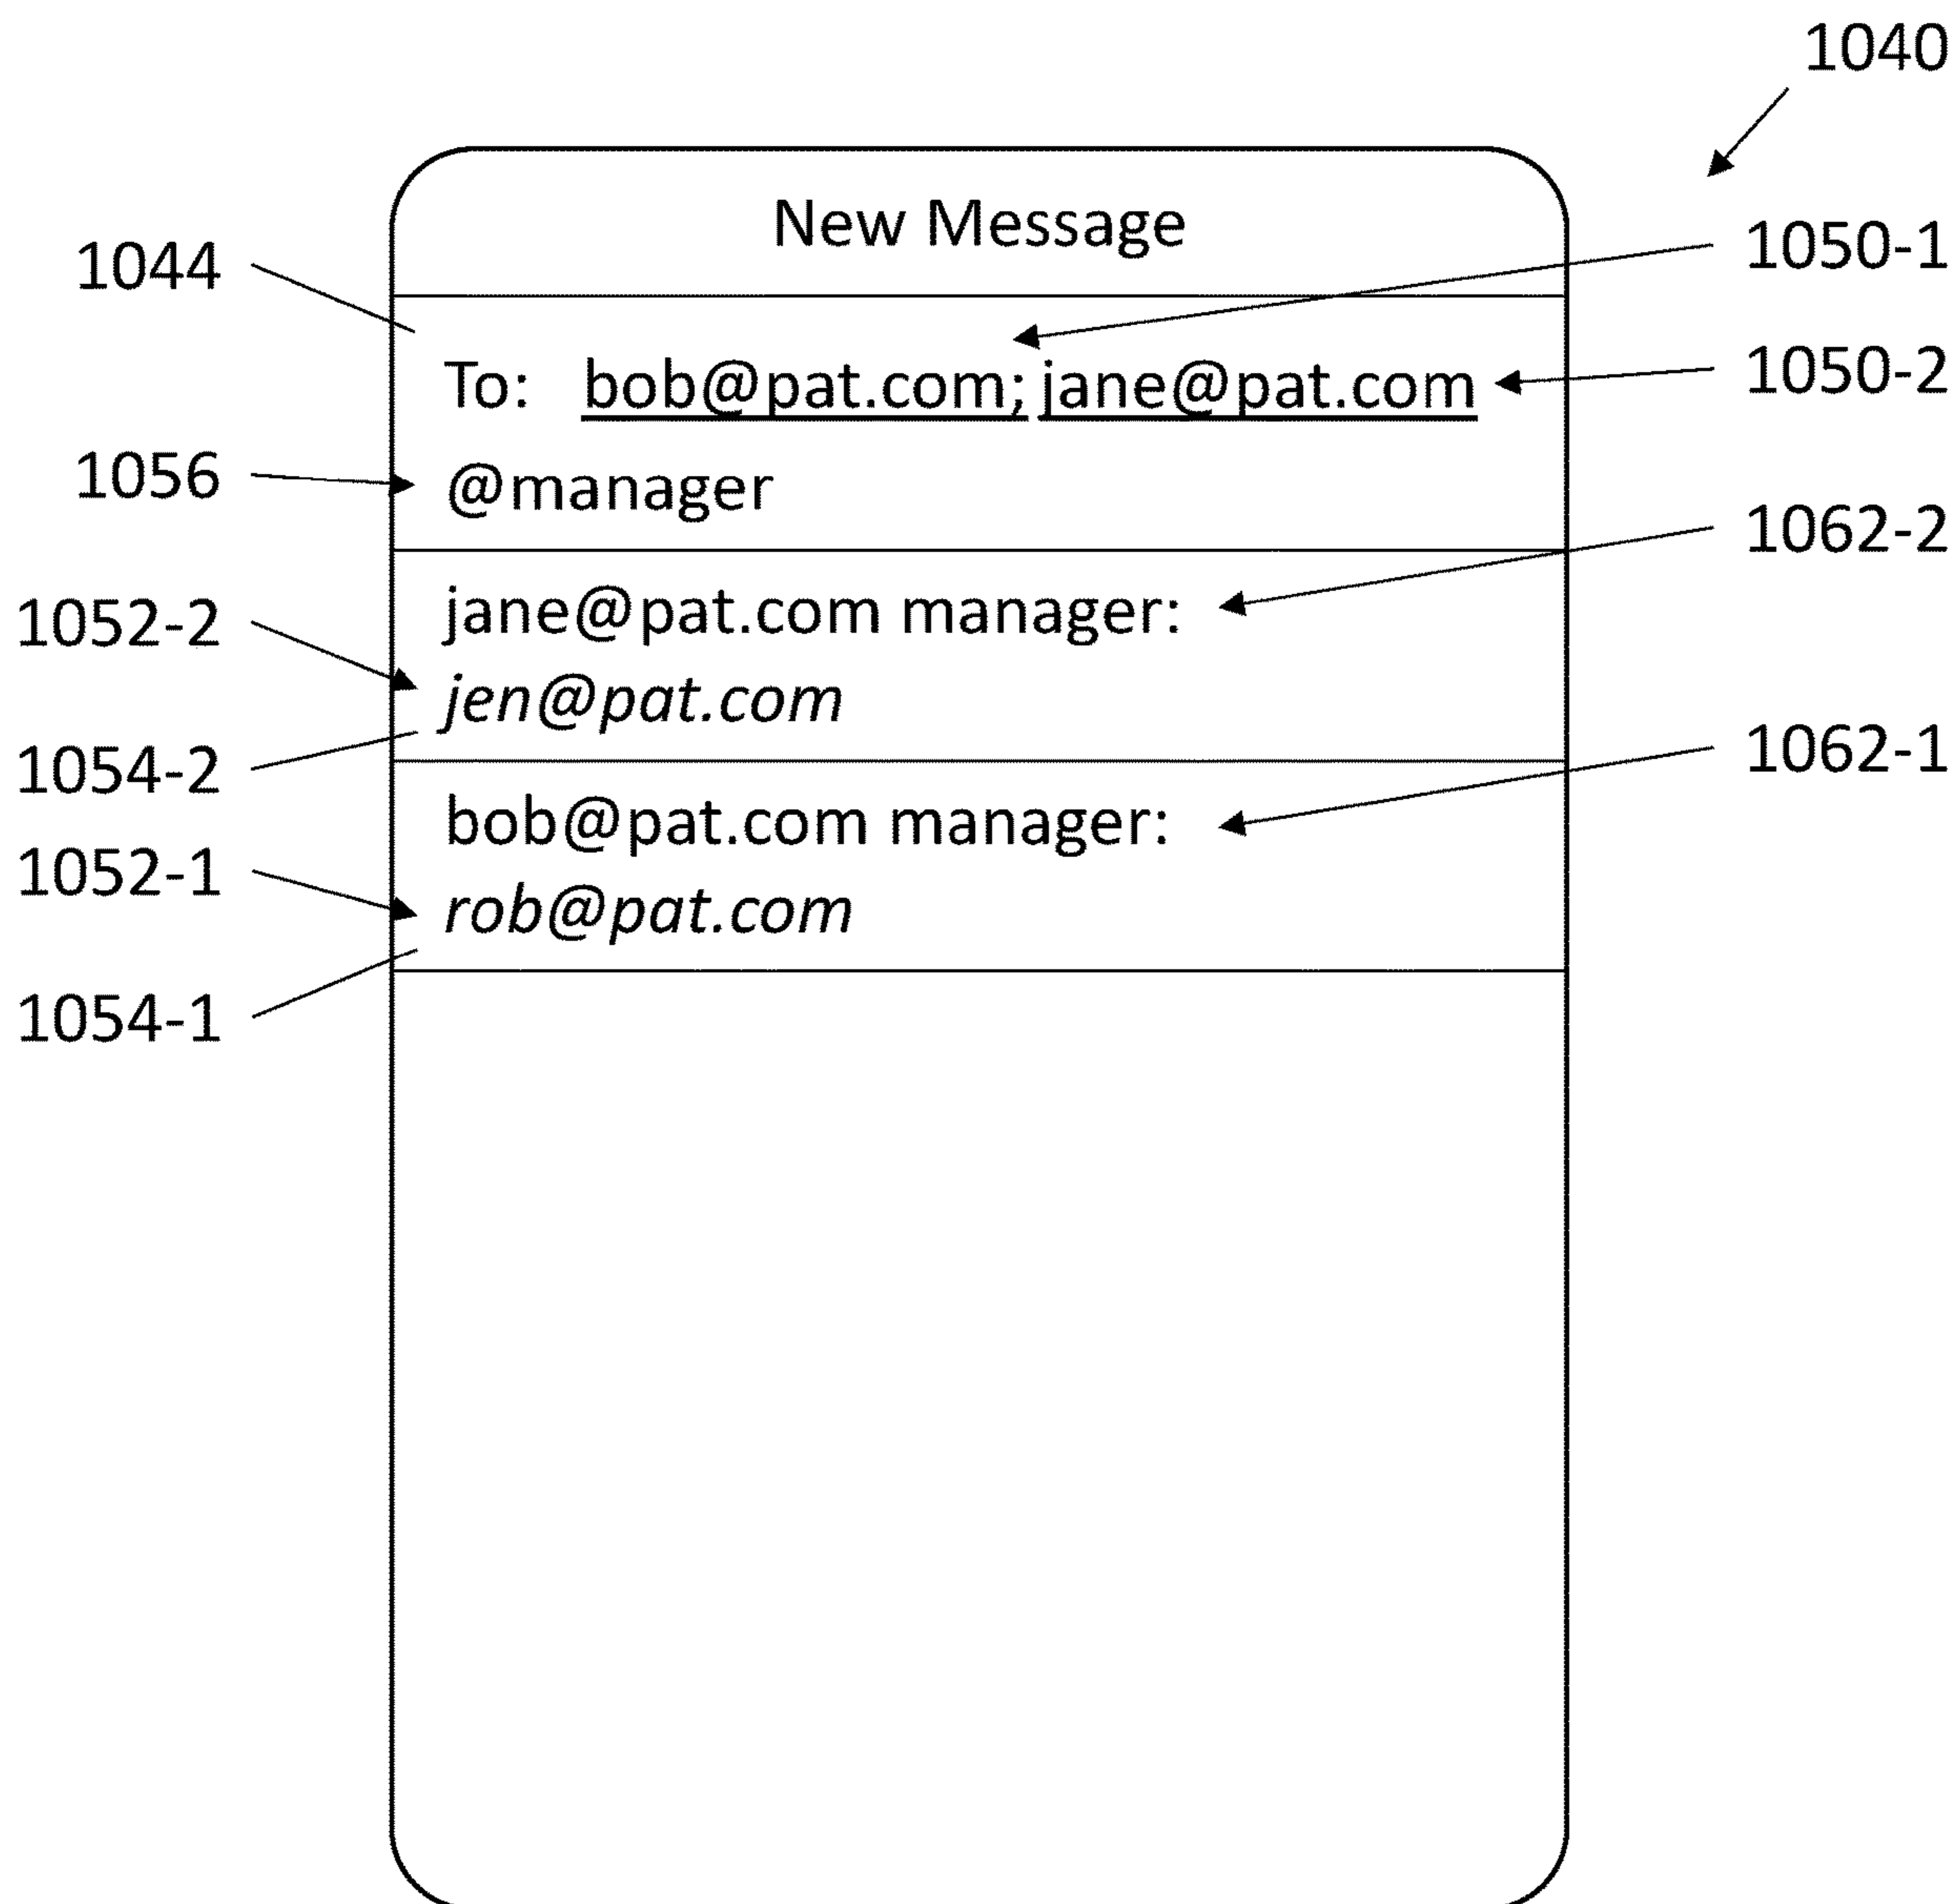 1040
New Message
1044
1050-1
To: bob@pat.com; jane@pat.com
1050-2
1056
@manager
1062-2
jane@pat.com manager:
1052-2
jen@pat.com
1054-2
1062-1
bob@pat.com manager:
1052-1
rob@pat.com
1054-1